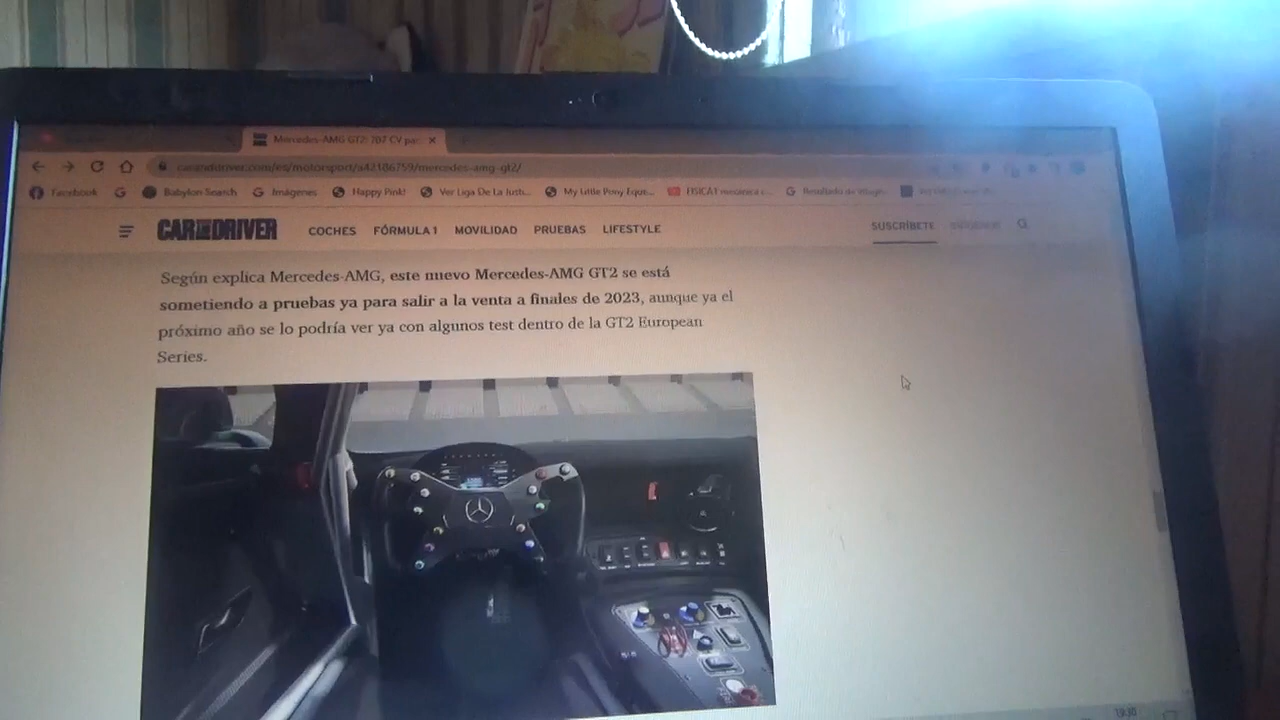 Mercedes-AMG GT2: 707 CV par...
caranddriver.com/es/motorsport/a42186759/mercedes-amg-gt2/
Facebook
Babylon Search
Imágenes
Happy Pink!
Ver Liga De La Justi...
My Little Pony Eque...
FISICA1 mecanica c...
CAR AND DRIVER
COCHES
FÓRMULA 1
MOVILIDAD
PRUEBAS
LIFESTYLE
SUSCRÍBETE
Según explica Mercedes-AMG, este nuevo Mercedes-AMG GT2 se está
sometiendo a pruebas ya para salir a la venta a finales de 2023, aunque ya el
próximo año se lo podría ver ya con algunos test dentro de la GT2 European
Series.